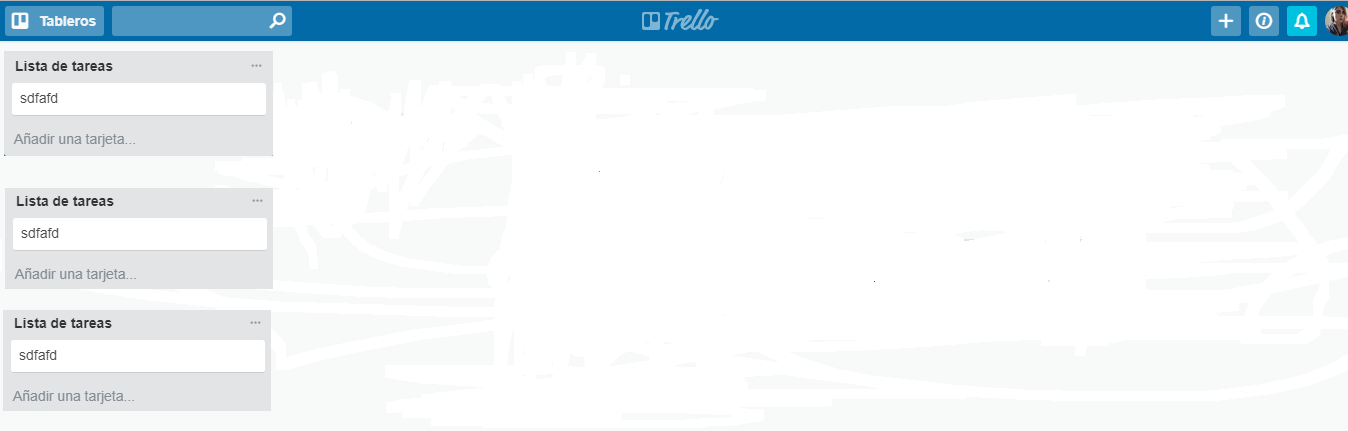 Tableros
Trello
Lista de tareas
sdfafd
Añadir una tarjeta...
Lista de tareas
sdfafd
Añadir una tarjeta...
Lista de tareas
sdfafd
Añadir una tarjeta...